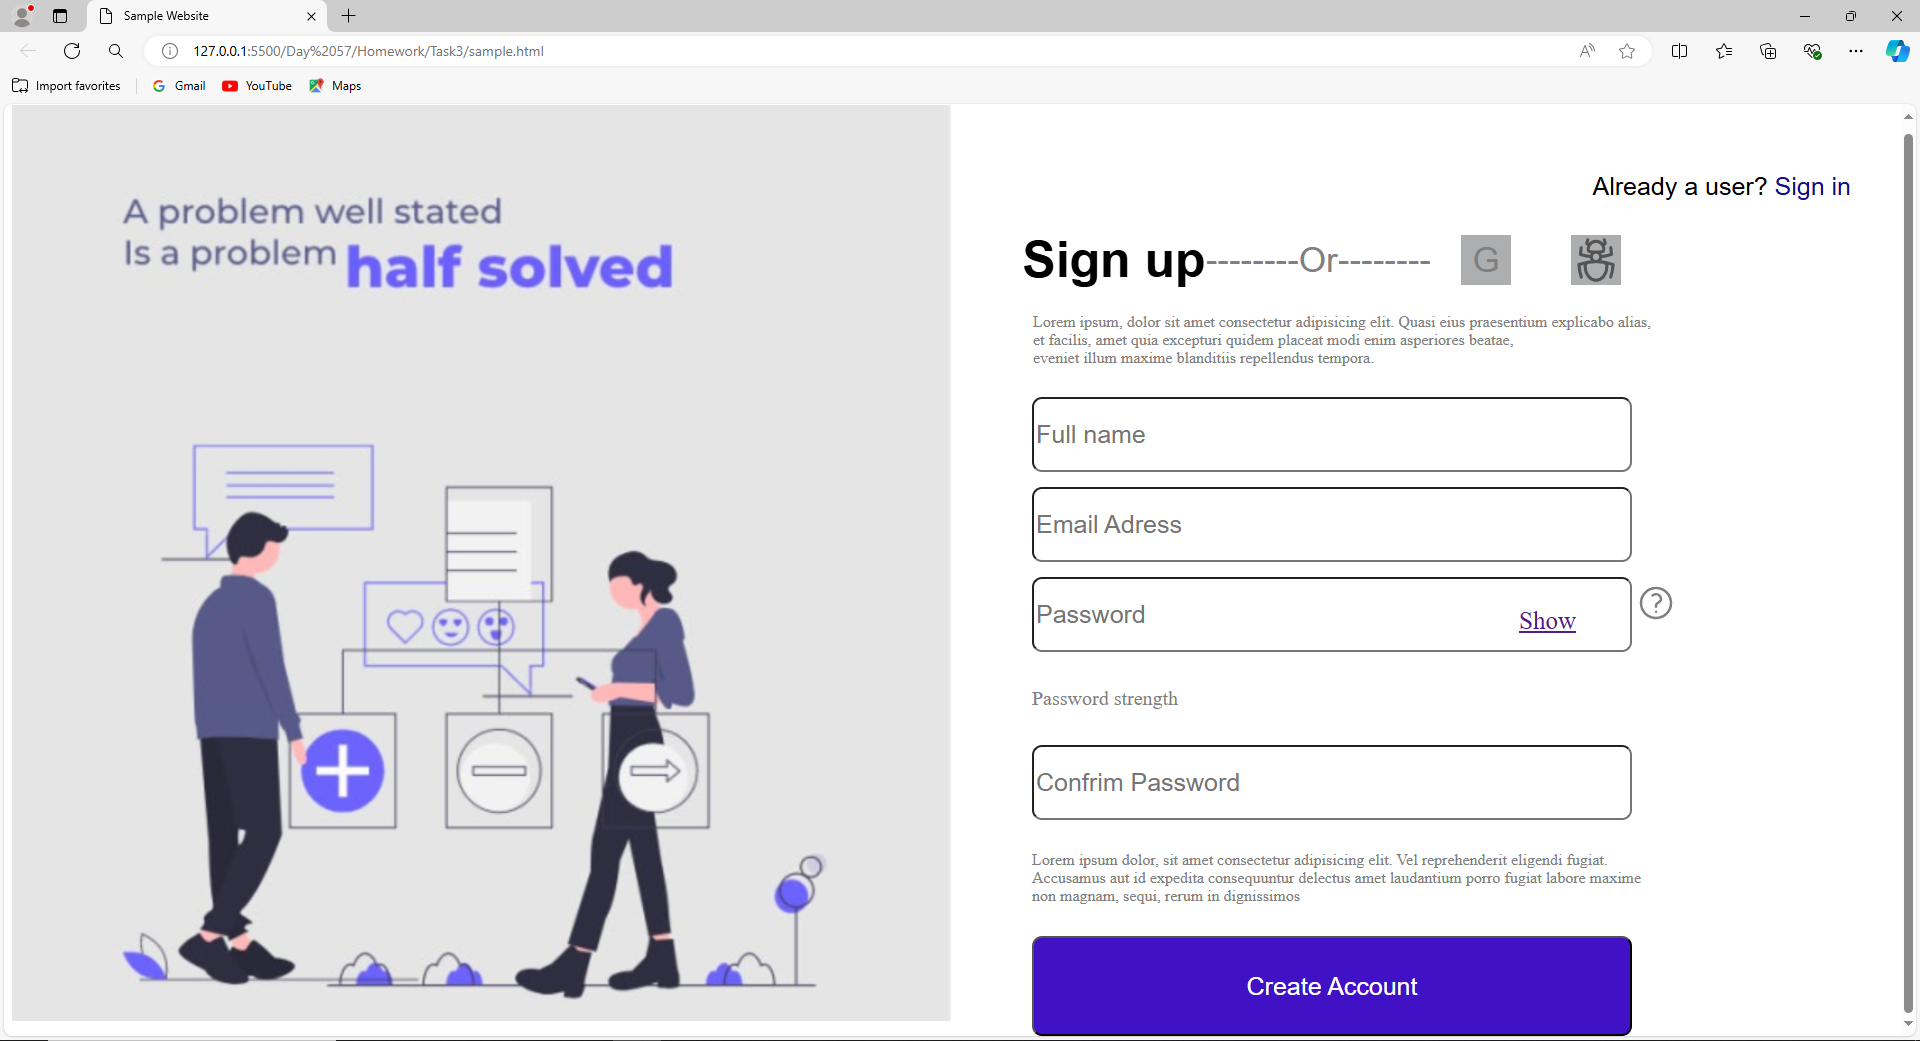 Sample Website
127.0.0.1:5500/Day%2057/Homework/Task3/sample.html
Import favorites
Gmail
YouTube
Maps
A problem well stated
Is a problem half solved
Already a user? Sign in
Sign up--------Or-------- G
Lorem ipsum, dolor sit amet consectetur adipisicing elit. Quasi eius praesentium explicabo alias,
et facilis, amet quia excepturi quidem placeat modi enim asperiores beatae,
eveniet illum maxime blanditiis repellendus tempora.
Full name
Email Adress
Password
Show
?
Password strength
Confrim Password
Lorem ipsum dolor, sit amet consectetur adipisicing elit. Vel reprehenderit eligendi fugiat.
Accusamus aut id expedita consequuntur delectus amet laudantium porro fugiat labore maxime
non magnam, sequi, rerum in dignissimos
Create Account